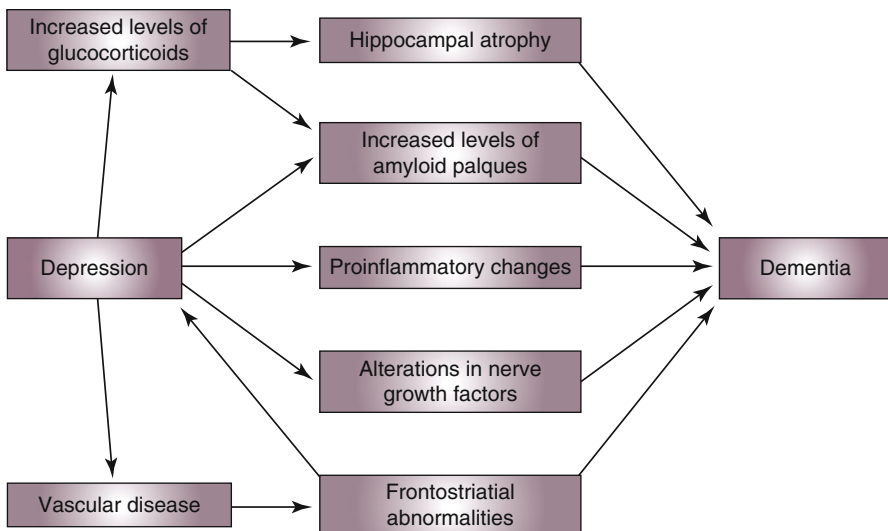 Increased levels of
glucocorticoids
Hippocampal atrophy
Increased levels of
amyloid palques
Depression
Proinflammatory changes
Dementia
Alterations in nerve
growth factors
Vascular disease
Frontostriatial
abnormalities